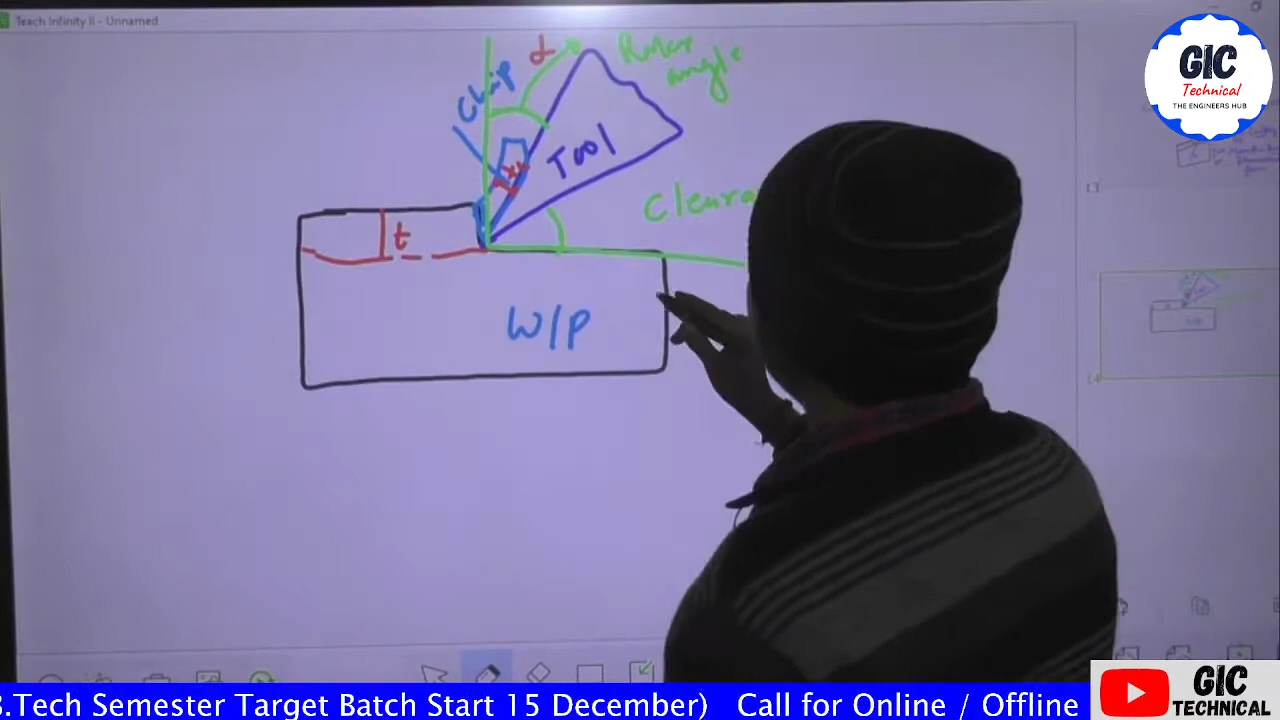 Teach Infinity II - Unnamed
GIC
Technical
THE ENGINEERS HUB
Chip
α
Rake
angle
Tool
t
W/P
B.Tech Semester Target Batch Start 15 December) Call for Online / Offline
GIC
TECHNICAL